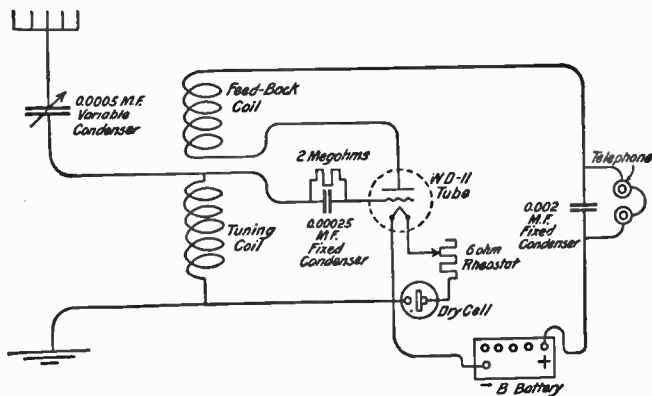 0.0005 M.F.
Variable
Condenser
Feed-Back
Coil
2 Megohms
W.D-11
Tube
Telephone
0.00025
M.F.
Fixed
Condenser
0.002
M.F.
Fixed
Condenser
Tuning
Coil
6 ohm
Rheostat
Dry Cell
- +
B Battery